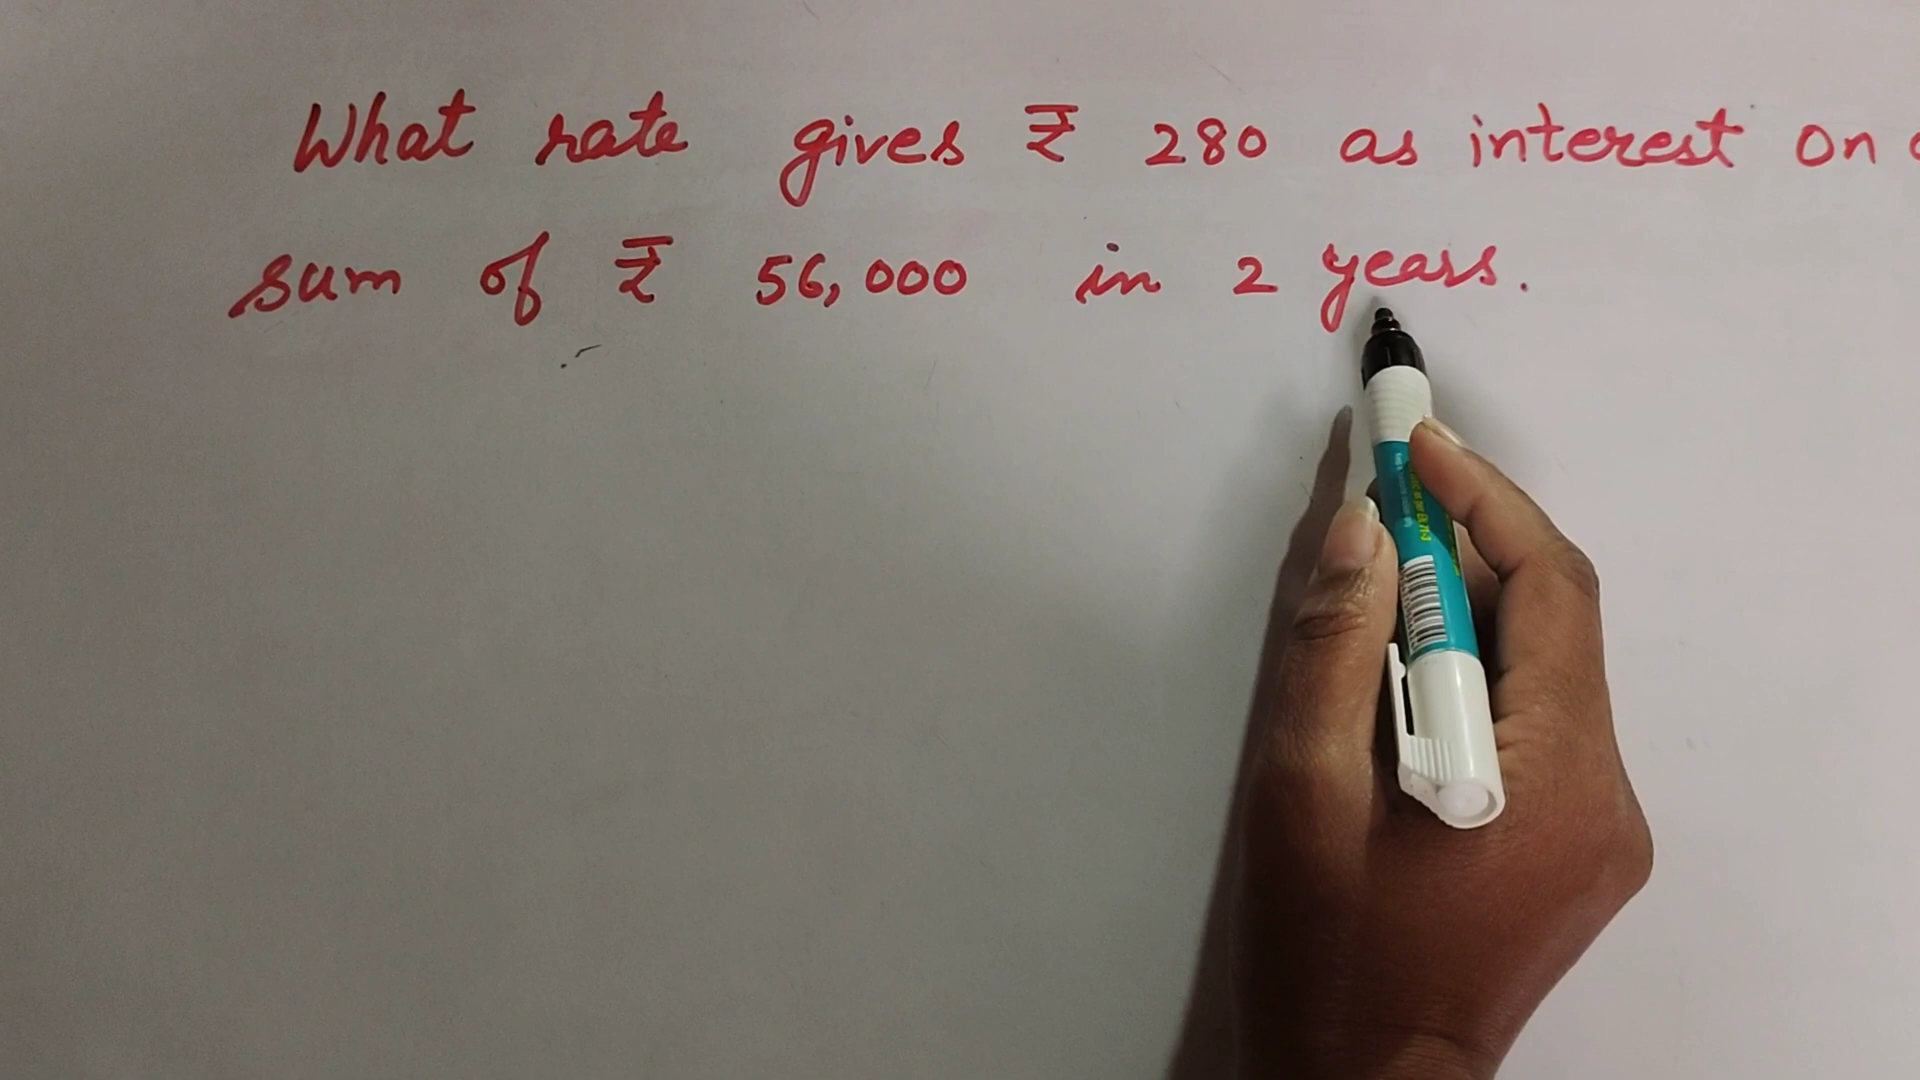 What rate gives ₹ 280 as interest on
sum of ₹ 56,000 in 2 years.